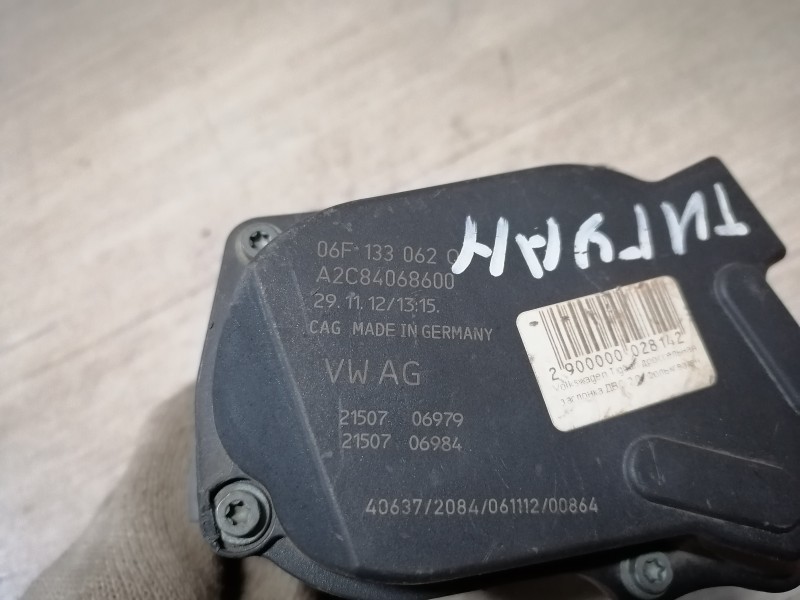 06F 133 062 Q
A2C84068600
29.11.12/13:15.
CAG MADE IN GERMANY
VW AG
21507 06979
21507 06984
40637/2084/061112/00864
ТИГУАН
2 900000 028142
Volkswagen